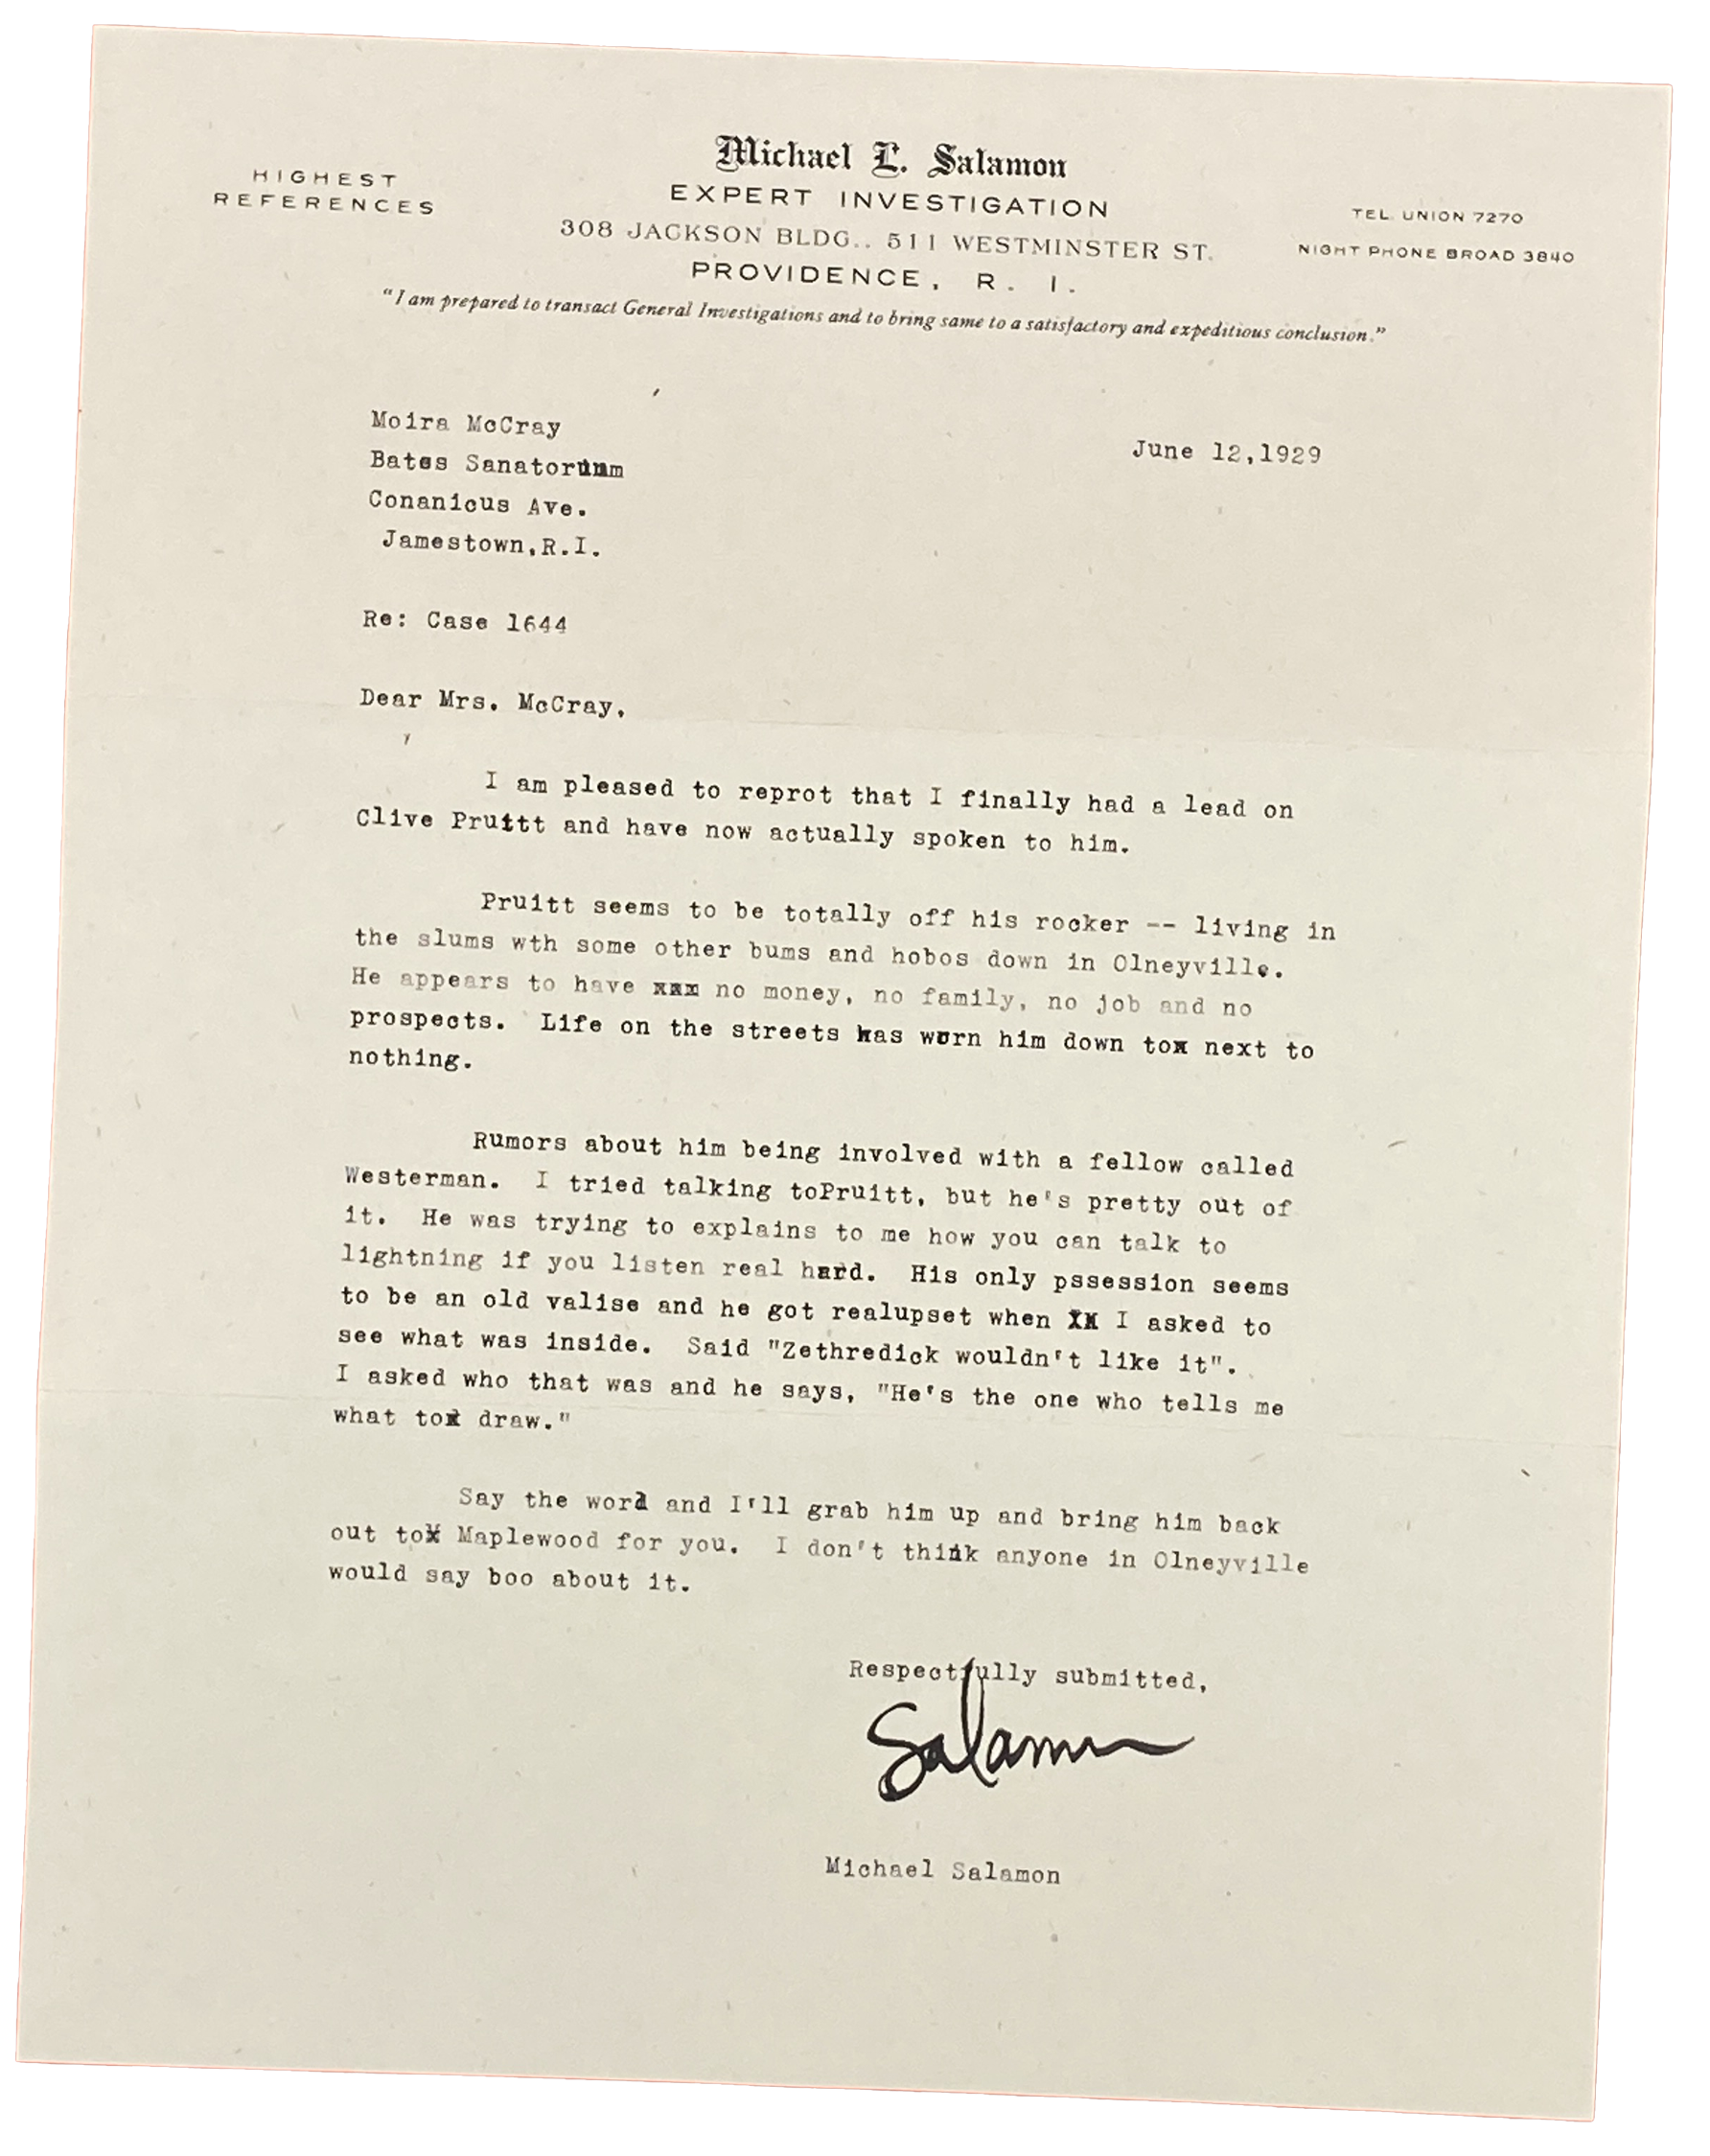 HIGHEST
REFERENCES
Michael L. Salamon
EXPERT INVESTIGATION
308 JACKSON BLDG., 511 WESTMINSTER ST.
PROVIDENCE, R. I.
TEL. UNION 7270
NIGHT PHONE BROAD 3840
"I am prepared to transact General Investigations and to bring same to a satisfactory and expeditious conclusion."
Moira McCray
June 12,1929
Bates Sanatorium
Conanicus Ave.
Jamestown,R.I.
Re: Case 1644
Dear Mrs. McCray,
I am pleased to reprot that I finally had a lead on
Clive Pruitt and have now actually spoken to him.
Pruitt seems to be totally off his rocker -- living in
the slums wth some other bums and hobos down in Olneyville.
He appears to have xxx no money, no family, no job and no
prospects. Life on the streets has worn him down tox next to
nothing.
Rumors about him being involved with a fellow called
Westerman. I tried talking toPruitt, but he's pretty out of
it. He was trying to explains to me how you can talk to
lightning if you listen real hard. His only pssession seems
to be an old valise and he got realupset when XX I asked to
see what was inside. Said "Zethredick wouldn't like it".
I asked who that was and he says, "He's the one who tells me
what tox draw."
Say the word and I'll grab him up and bring him back
out tox Maplewood for you. I don't think anyone in Olneyville
would say boo about it.
Respectfully submitted,
Salamon
Michael Salamon